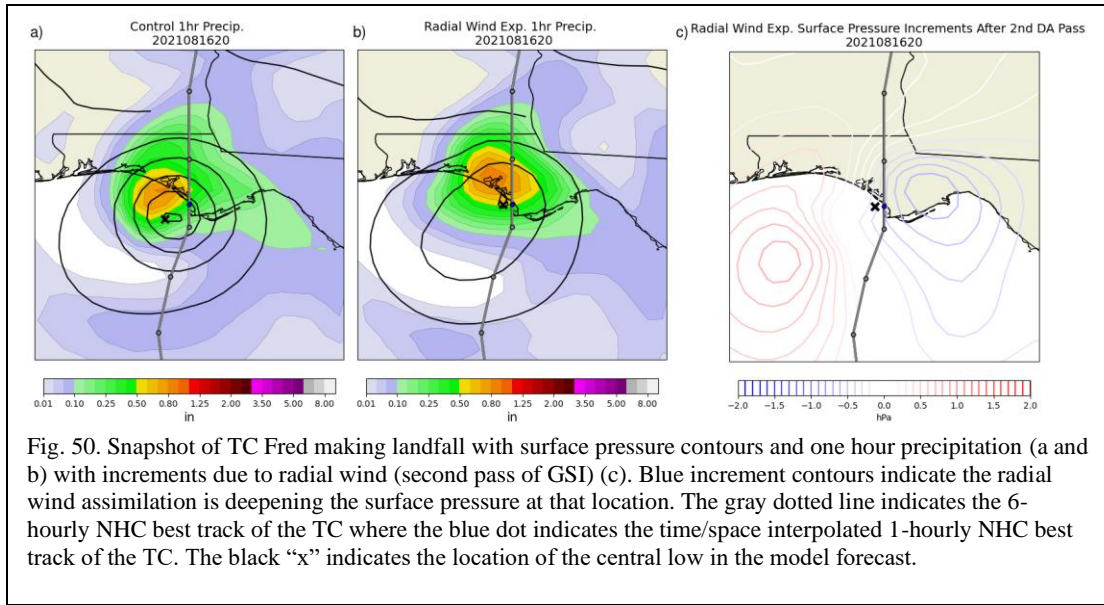 a)
Control 1hr Precip.
2021081620
b)
Radial Wind Exp. 1hr Precip.
2021081620
c)
Radial Wind Exp. Surface Pressure Increments After 2nd DA Pass
2021081620
0.01 0.10 0.25 0.50 0.80 1.25 2.00 3.50 5.00 8.00
in
0.01 0.10 0.25 0.50 0.80 1.25 2.00 3.50 5.00 8.00
in
−2.0 −1.5 −1.0 −0.5 0.0 0.5 1.0 1.5 2.0
hPa
Fig. 50. Snapshot of TC Fred making landfall with surface pressure contours and one hour precipitation (a and
b) with increments due to radial wind (second pass of GSI) (c). Blue increment contours indicate the radial
wind assimilation is deepening the surface pressure at that location. The gray dotted line indicates the 6-
hourly NHC best track of the TC where the blue dot indicates the time/space interpolated 1-hourly NHC best
track of the TC. The black “x” indicates the location of the central low in the model forecast.